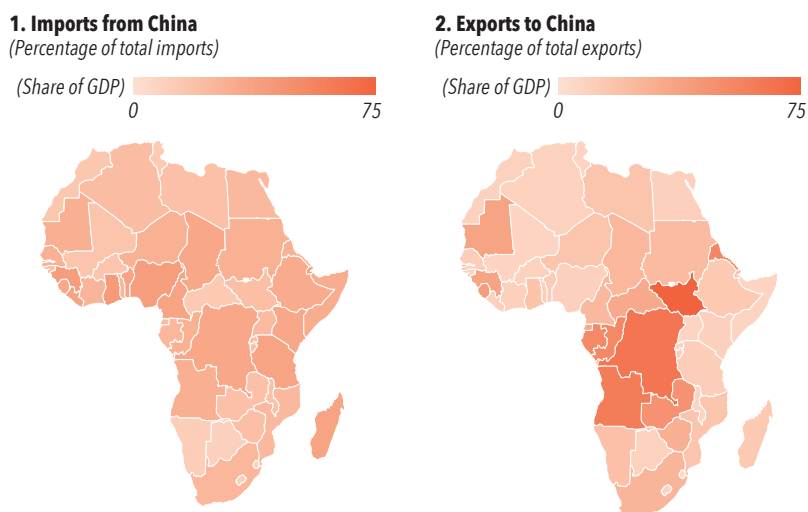 1. Imports from China
(Percentage of total imports)
(Share of GDP)
0 75
2. Exports to China
(Percentage of total exports)
(Share of GDP)
0 75